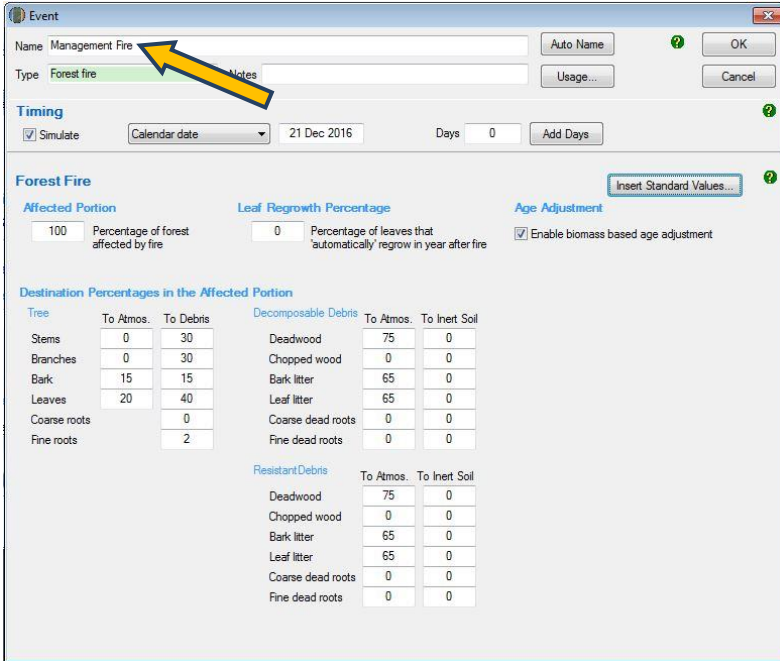 Event
Name Management Fire Auto Name ? OK
Type Forest fire Notes Usage... Cancel
Timing ?
Simulate Calendar date 21 Dec 2016 Days 0 Add Days
Forest Fire Insert Standard Values... ?
Affected Portion Leaf Regrowth Percentage Age Adjustment
100 Percentage of forest affected by fire 0 Percentage of leaves that 'automatically' regrow in year after fire Enable biomass based age adjustment
Destination Percentages in the Affected Portion
Tree To Atmos. To Debris Decomposable Debris To Atmos. To Inert Soil
Stems 0 30 Deadwood 75 0
Branches 0 30 Chopped wood 0 0
Bark 15 15 Bark litter 65 0
Leaves 20 40 Leaf litter 65 0
Coarse roots 0 Coarse dead roots 0 0
Fine roots 2 Fine dead roots 0 0
ResistantDebris To Atmos. To Inert Soil
Deadwood 75 0
Chopped wood 0 0
Bark litter 65 0
Leaf litter 65 0
Coarse dead roots 0 0
Fine dead roots 0 0